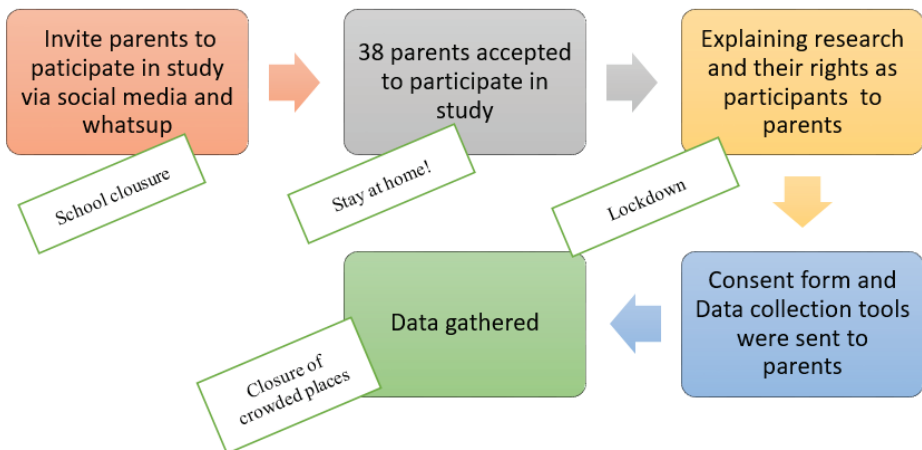 Invite parents to
paticipate in study
via social media and
whatsup
School clousure
38 parents accepted
to participate in
study
Stay at home!
Explaining research
and their rights as
participants to
parents
Lockdown
Consent form and
Data collection tools
were sent to
parents
Data gathered
Closure of
crowded places